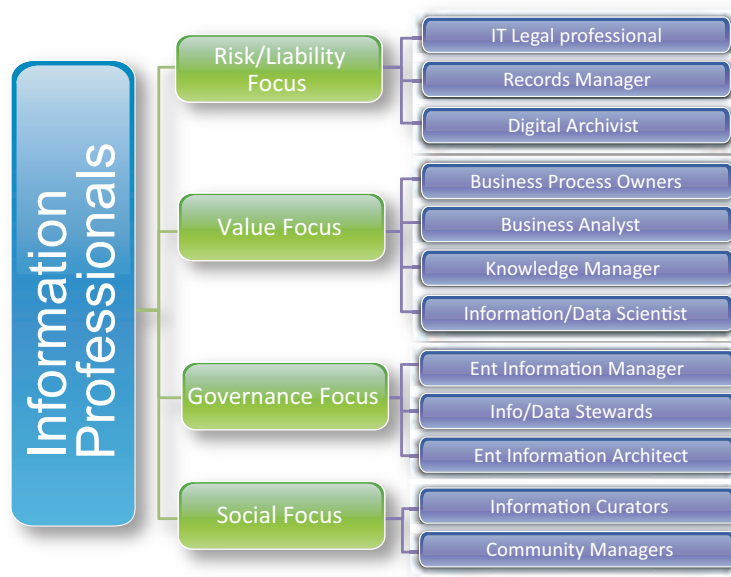 Information
Professionals
Risk/Liability
Focus
IT Legal professional
Records Manager
Digital Archivist
Value Focus
Business Process Owners
Business Analyst
Knowledge Manager
Information/Data Scientist
Governance Focus
Ent Information Manager
Info/Data Stewards
Ent Information Architect
Social Focus
Information Curators
Community Managers